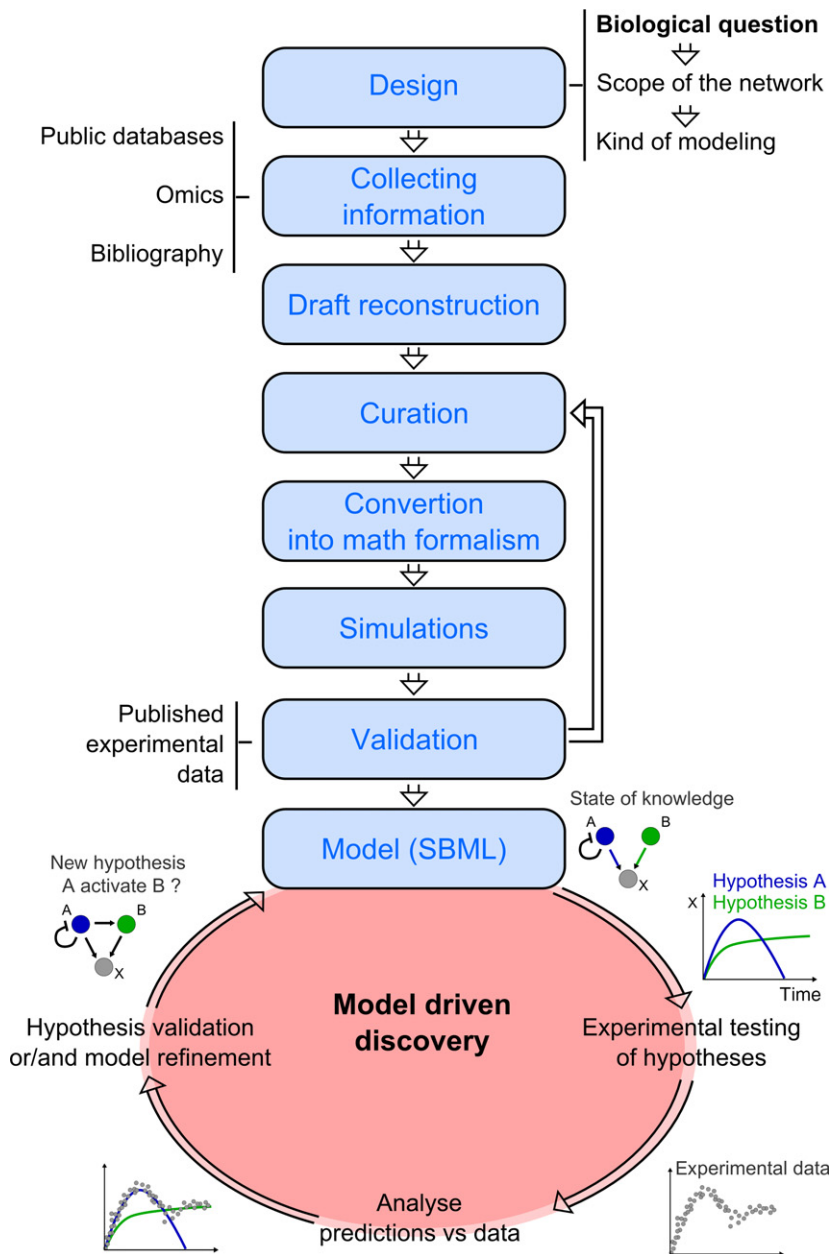 Biological question
Design
Scope of the network
Kind of modeling
Public databases
Omics
Bibliography
Collecting
information
Draft reconstruction
Curation
Convertion
into math formalism
Simulations
Published
experimental
data
Validation
Model (SBML)
State of knowledge
A
B
X
New hypothesis
A activate B ?
A
B
X
Hypothesis A
Hypothesis B
X
Time
Model driven
discovery
Hypothesis validation
or/and model refinement
Experimental testing
of hypotheses
Experimental data
Analyse
predictions vs data